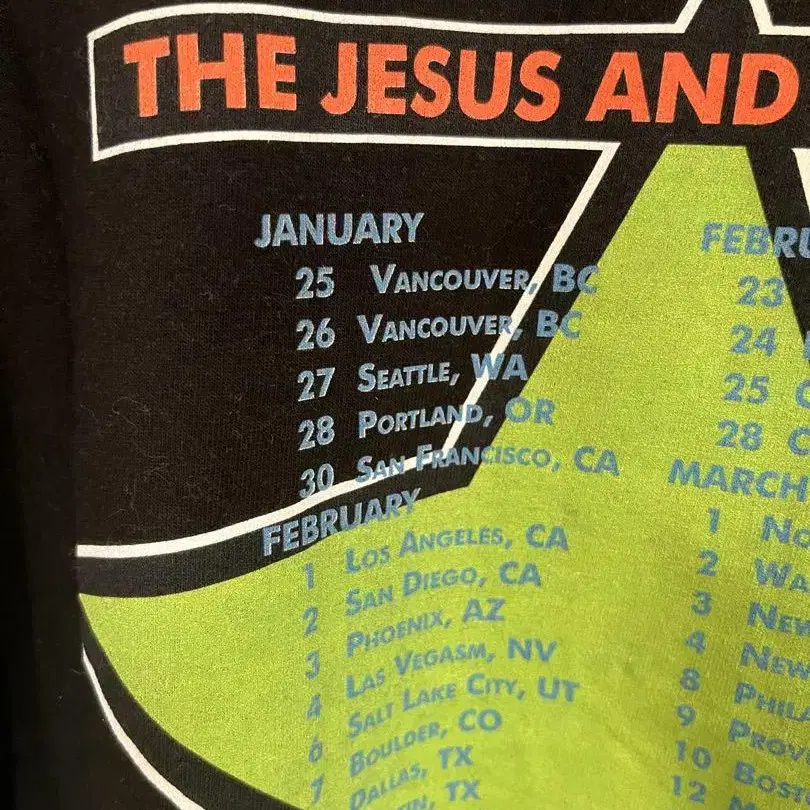 THE JESUS AND
JANUARY
25 VANCOUVER, BC
26 VANCOUVER, BC
27 SEATTLE, WA
28 PORTLAND, OR
30 SAN FRANCISCO, CA
FEBRUARY
1 LOS ANGELES, CA
2 SAN DIEGO, CA
3 PHOENIX, AZ
4 LAS VEGASM, NV
6 SALT LAKE CITY, UT
7 BOULDER, CO
DALLAS, TX
TX
23
24
25
28
MARCH
1
2
3
4
8
9
10
12